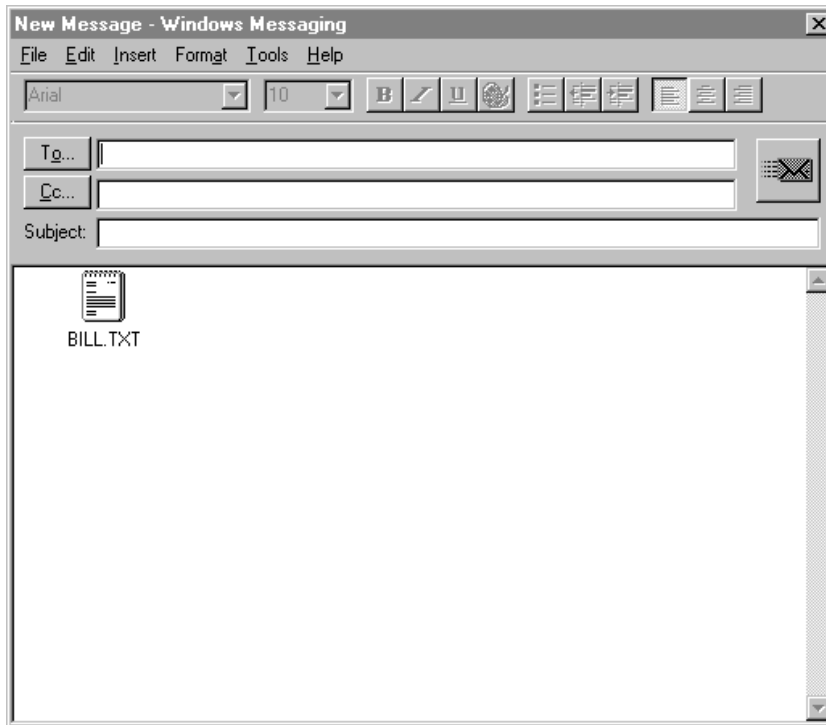 New Message - Windows Messaging
File Edit Insert Format Tools Help
Arial 10 B I U
To...
Cc...
Subject:
BILL.TXT